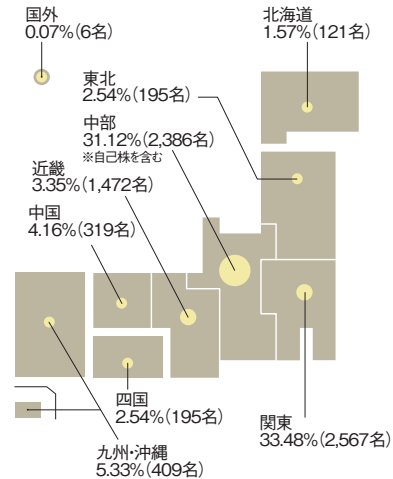 国外
0.07%(6名)
北海道
1.57%(121名)
東北
2.54%(195名)
中部
31.12%(2,386名)
※自己株を含む
近畿
3.35%(1,472名)
中国
4.16%(319名)
四国
2.54%(195名)
九州・沖縄
5.33%(409名)
関東
33.48%(2,567名)